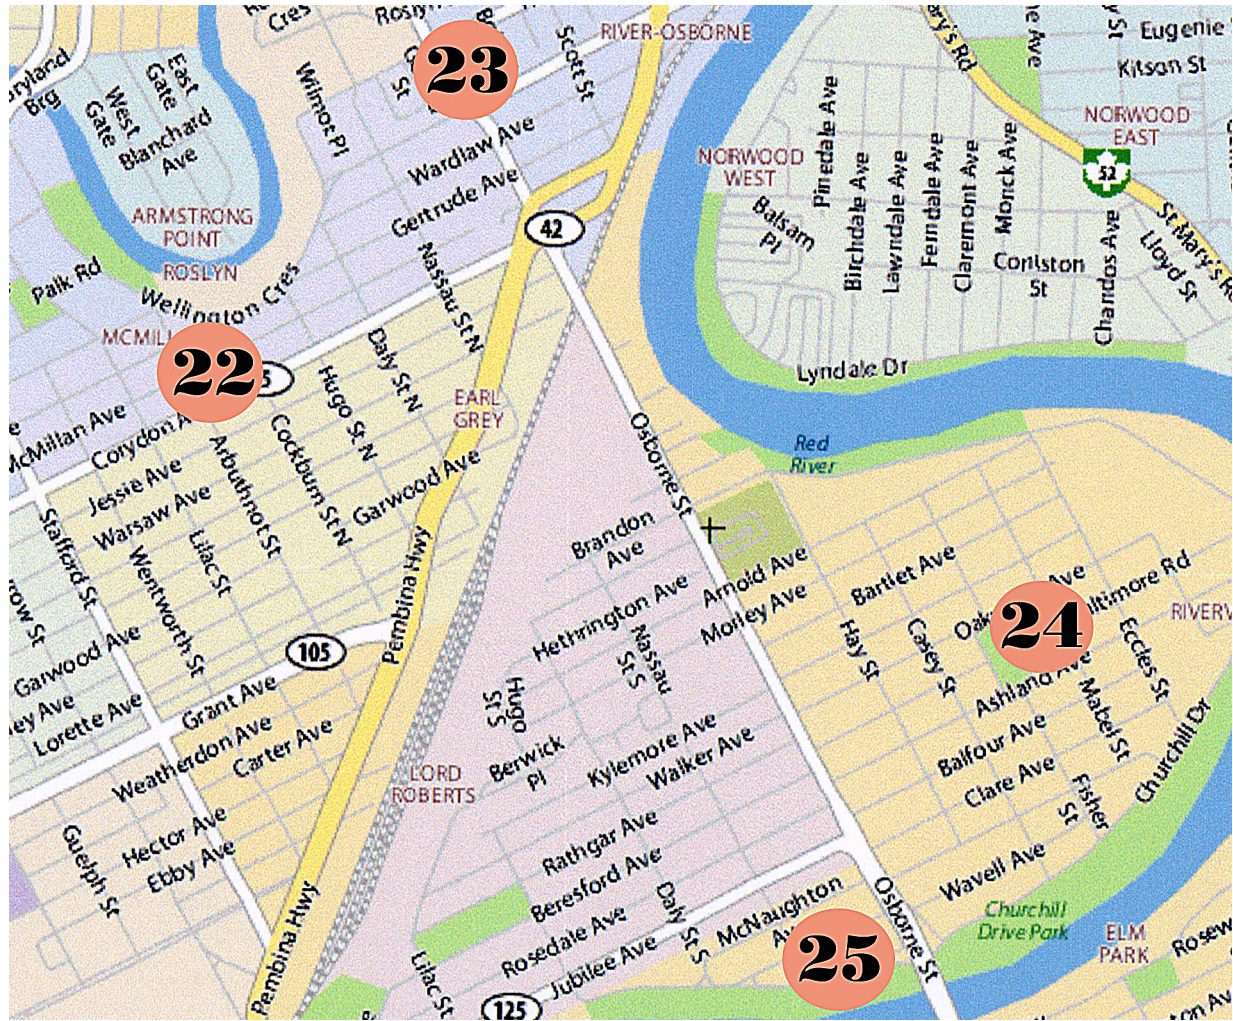 Cres
Roslyn
Scott St
RIVER-OSBORNE
Eugenie
Kitson St
23
Brg
East
Gate
West
Gate
Blanchard
Ave
Wilmot Pl
Wardlaw Ave
Gertrude Ave
NORWOOD
EAST
NORWOOD
WEST
52
Pinedale Ave
Birchdale Ave
Lawndale Ave
Ferndale Ave
Claremont Ave
Monck Ave
Balsam
Pl
Coniston
St
Chandos Ave
St Mary's Rd
Lloyd St
ARMSTRONG
POINT
ROSLYN
Palk Rd
Wellington Cres
42
Nassau St N
22
Daly St N
Hugo St N
EARL
GREY
Lyndale Dr
McMillan Ave
Corydon
Jessie Ave
Warsaw Ave
Arbuthnot St
Cockburn St N
Garwood Ave
Osborne St
Red
River
Stafford St
Wentworth St
Lilac St
Pembina Hwy
Brandon
Ave
Arnold Ave
Hethrington Ave
Morley Ave
Bartlet Ave
Ave
24
Garwood Ave
105
Nassau
St S
Hay St
Casey St
Eccles St
Lorette Ave
Grant Ave
Hugo
St S
Ashland Ave
Mabel St
Weatherdon Ave
Carter Ave
LORD
ROBERTS
Berwick
Pl
Kylemore Ave
Walker Ave
Balfour Ave
Clare Ave
Fisher
St
Churchill Dr
Guelph St
Hector Ave
Ebby Ave
Rathgar Ave
Beresford Ave
Rosedale Ave
Jubilee Ave
Daly St S
McNaughton
25
Osborne St
Wavell Ave
Churchill
Drive Park
ELM
PARK
Pembina Hwy
Lilac St
125